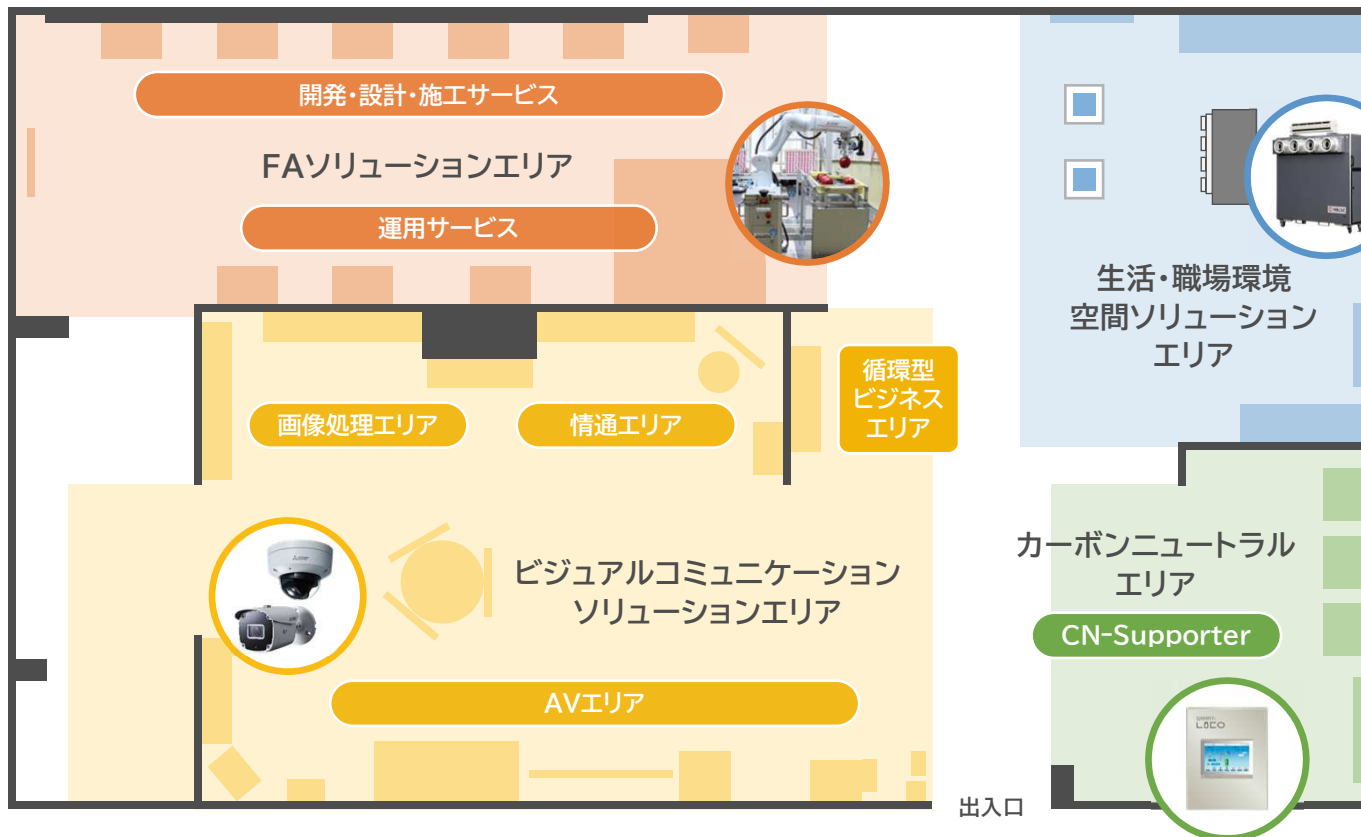 開発・設計・施工サービス
FAソリューションエリア
運用サービス
生活・職場環境
空間ソリューション
エリア
循環型
ビジネス
エリア
画像処理エリア
情通エリア
ビジュアルコミュニケーション
ソリューションエリア
カーボンニュートラル
エリア
CN-Supporter
AVエリア
出入口